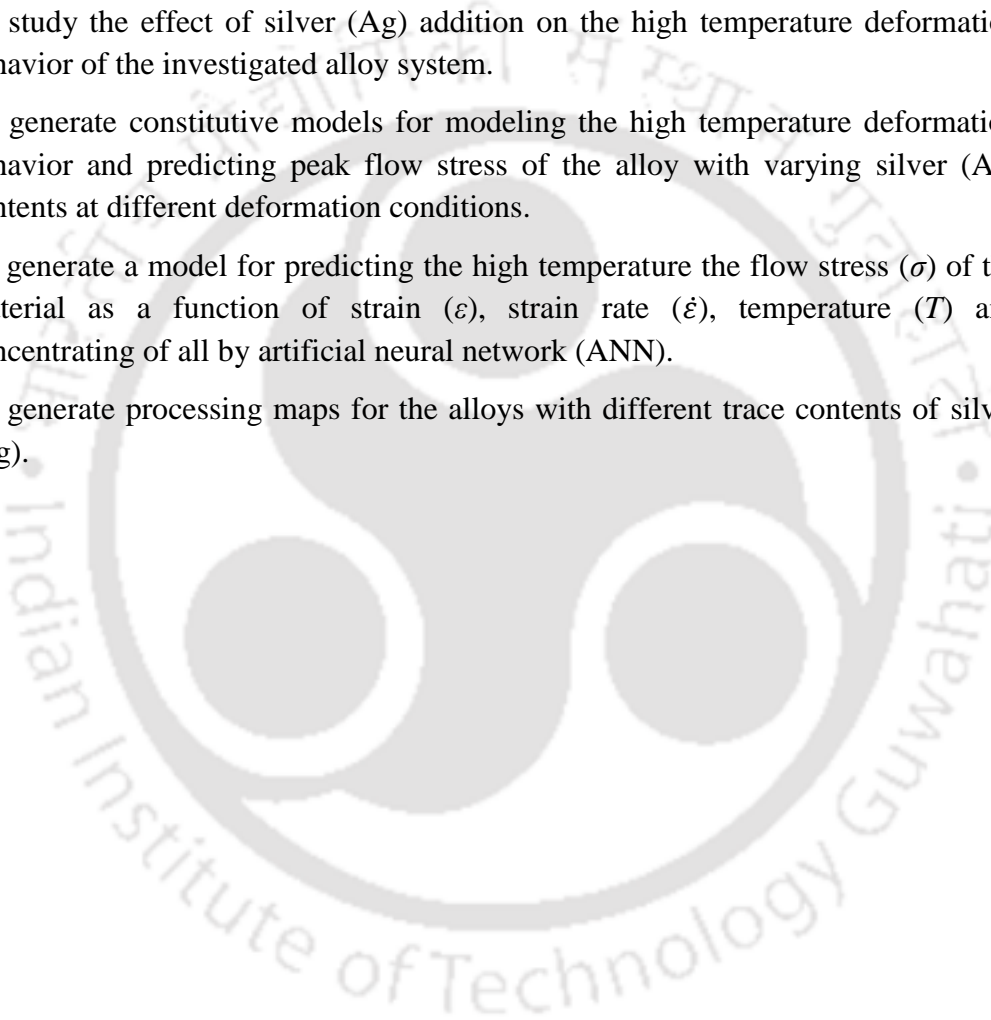 study the effect of silver (Ag) addition on the high temperature deformatio
havior of the investigated alloy system.
generate constitutive models for modeling the high temperature deformatio
havior and predicting peak flow stress of the alloy with varying silver (A
ntents at different deformation conditions.
generate a model for predicting the high temperature the flow stress (σ) of t
terial as a function of strain (ε), strain rate (ε̇), temperature (T) a
ncentrating of all by artificial neural network (ANN).
generate processing maps for the alloys with different trace contents of silv
g).
Indian Institute of Technology Guwahati